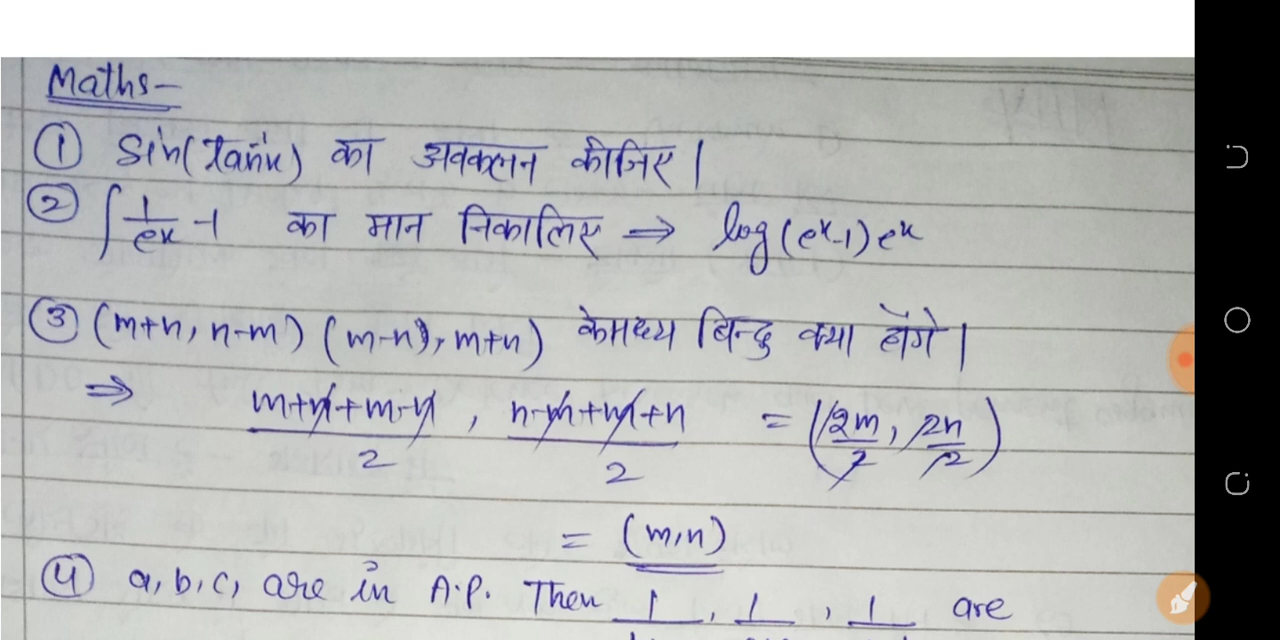 Maths-
① Sin(tan⁻¹x) का अवकलन कीजिए।
② ∫ 1/eˣ -1 का मान निकालिए ⇒ log(eˣ-1)eˣ
③ (m+n, n-m) (m-n), m+n) के मध्य बिन्दु क्या होंगे।
⇒ m+n+m-n/2 , n-m+m+n/2 = (2m/2, 2n/2)
= (m,n)
④ a, b, c, are in A.P. Then 1, 1, 1 are